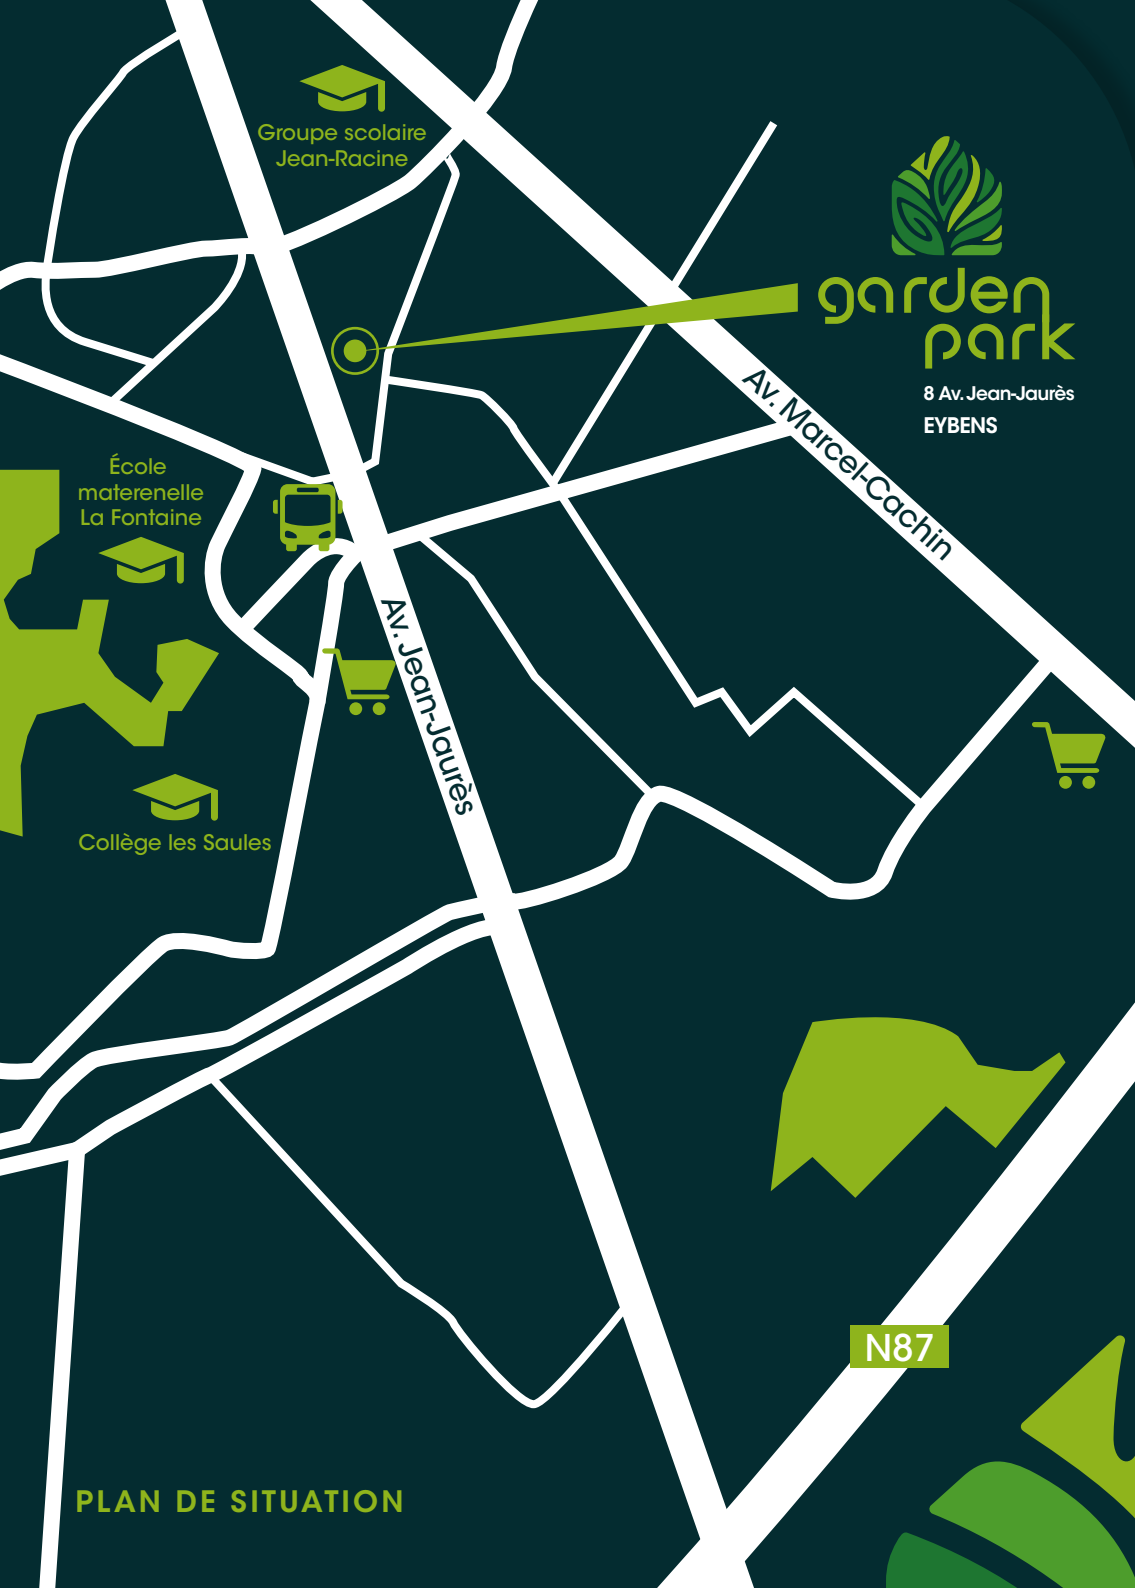 Groupe scolaire
Jean-Racine
garden
park
8 Av. Jean-Jaurès
EYBENS
Av. Marcel-Cachin
École
materenelle
La Fontaine
Av. Jean-Jaurès
Collège les Saules
N87
PLAN DE SITUATION